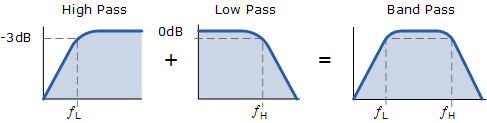 High Pass
Low Pass
Band Pass
-3dB
0dB
+
=
fL
fH
fL
fH